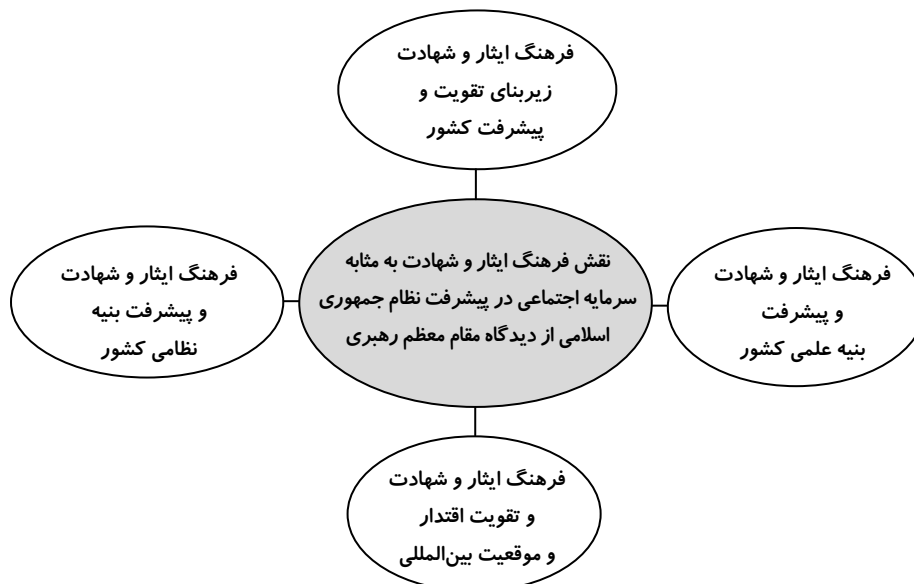 فرهنگ ایثار و شهادت
زیربنای تقویت و
پیشرفت کشور
نقش فرهنگ ایثار و شهادت به مثابه
سرمایه اجتماعی در پیشرفت نظام جمهوری
اسلامی از دیدگاه مقام معظم رهبری
فرهنگ ایثار و شهادت
و پیشرفت
بنیه علمی کشور
فرهنگ ایثار و شهادت
و پیشرفت بنیه
نظامی کشور
فرهنگ ایثار و شهادت
و تقویت اقتدار
و موقعیت بین‌المللی